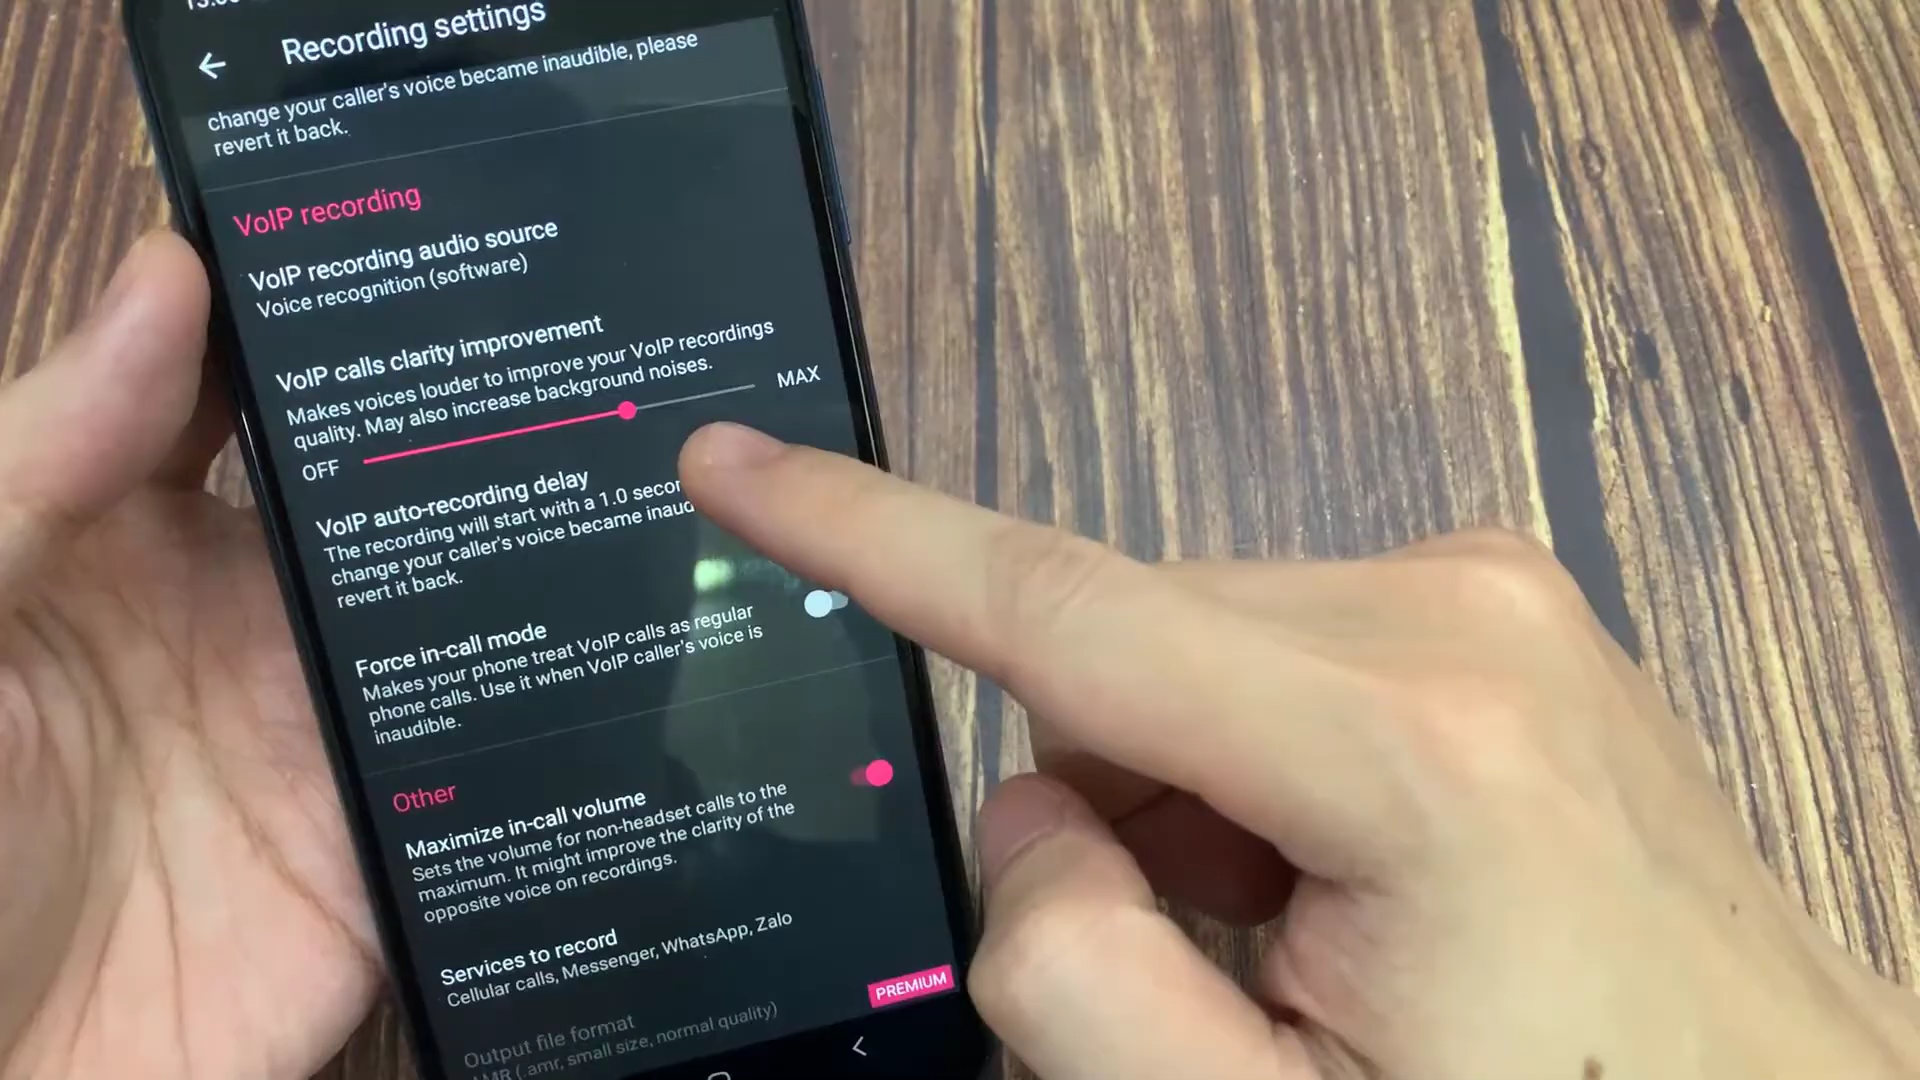 Recording settings
change your caller's voice became inaudible, please
revert it back.
VoIP recording
VoIP recording audio source
Voice recognition (software)
VoIP calls clarity improvement
Makes voices louder to improve your VoIP recordings
quality. May also increase background noises.
OFF MAX
VoIP auto-recording delay
The recording will start with a 1.0
change your caller's voice became
revert it back.
Force in-call mode
Makes your phone treat VoIP calls as regular
phone calls. Use it when VoIP caller's voice is
inaudible.
Other
Maximize in-call volume
Sets the volume for non-headset calls to the
maximum. It might improve the clarity of the
opposite voice on recordings.
Services to record
Cellular calls, Messenger, WhatsApp, Zalo
PREMIUM
Output file format
(.amr, small size, normal quality)